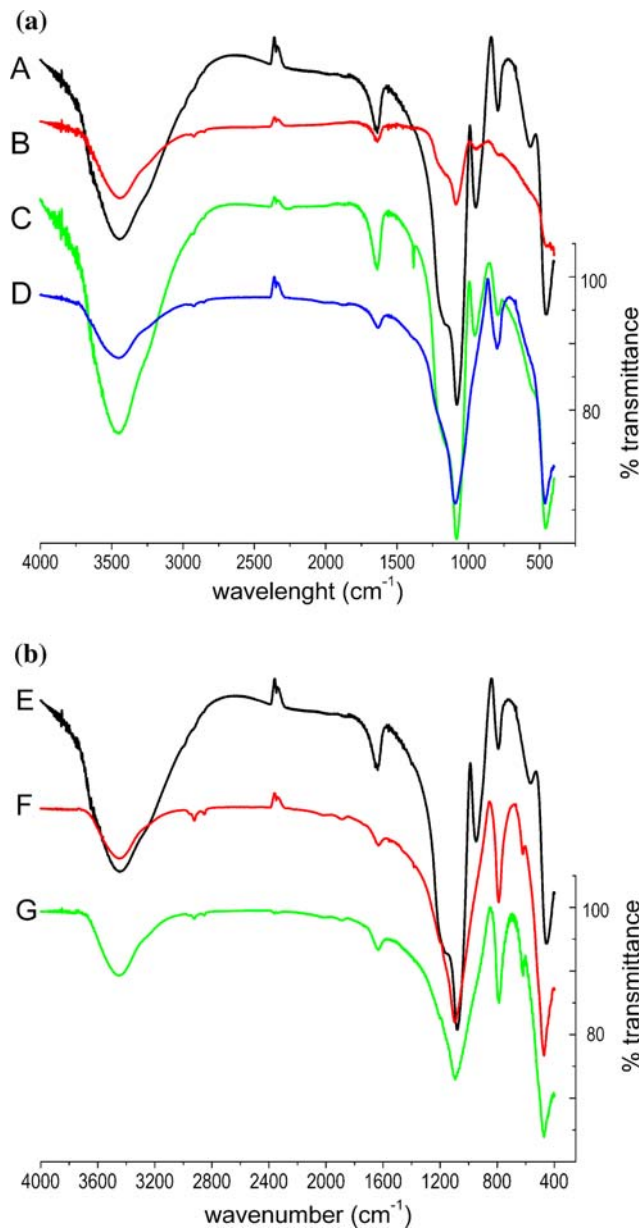 (a)
A
B
C
D
100
80
% transmittance
4000 3500 3000 2500 2000 1500 1000 500
wavelenght (cm⁻¹)
(b)
E
F
G
100
80
% transmittance
4000 3600 3200 2800 2400 2000 1600 1200 800 400
wavenumber (cm⁻¹)